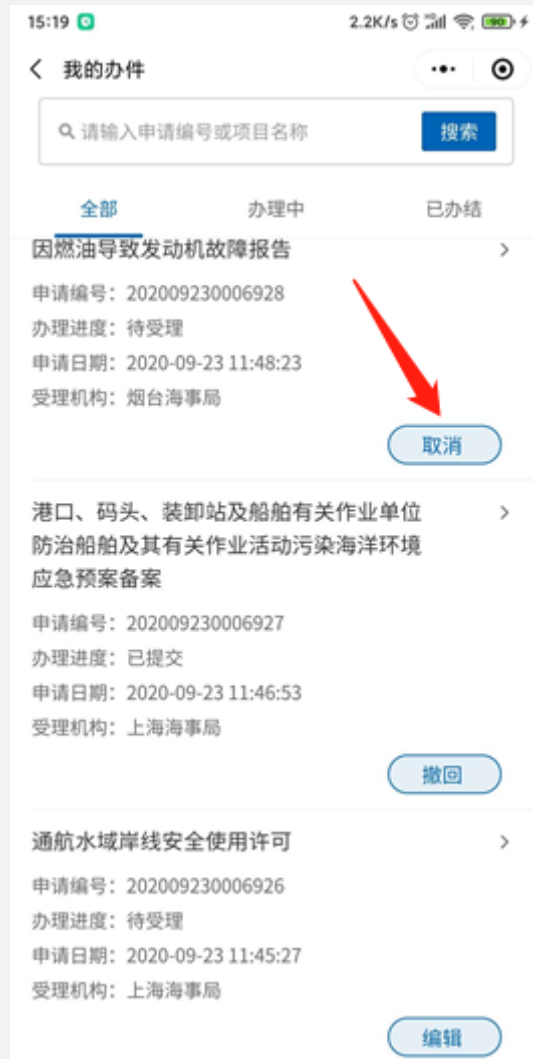 15:19 2.2K/s 90
我的办件
请输入申请编号或项目名称 搜索
全部 办理中 已办结
因燃油导致发动机故障报告
申请编号：202009230006928
办理进度：待受理
申请日期：2020-09-23 11:48:23
受理机构：烟台海事局
取消
港口、码头、装卸站及船舶有关作业单位
防治船舶及其有关作业活动污染海洋环境
应急预案备案
申请编号：202009230006927
办理进度：已提交
申请日期：2020-09-23 11:46:53
受理机构：上海海事局
撤回
通航水域岸线安全使用许可
申请编号：202009230006926
办理进度：待受理
申请日期：2020-09-23 11:45:27
受理机构：上海海事局
编辑